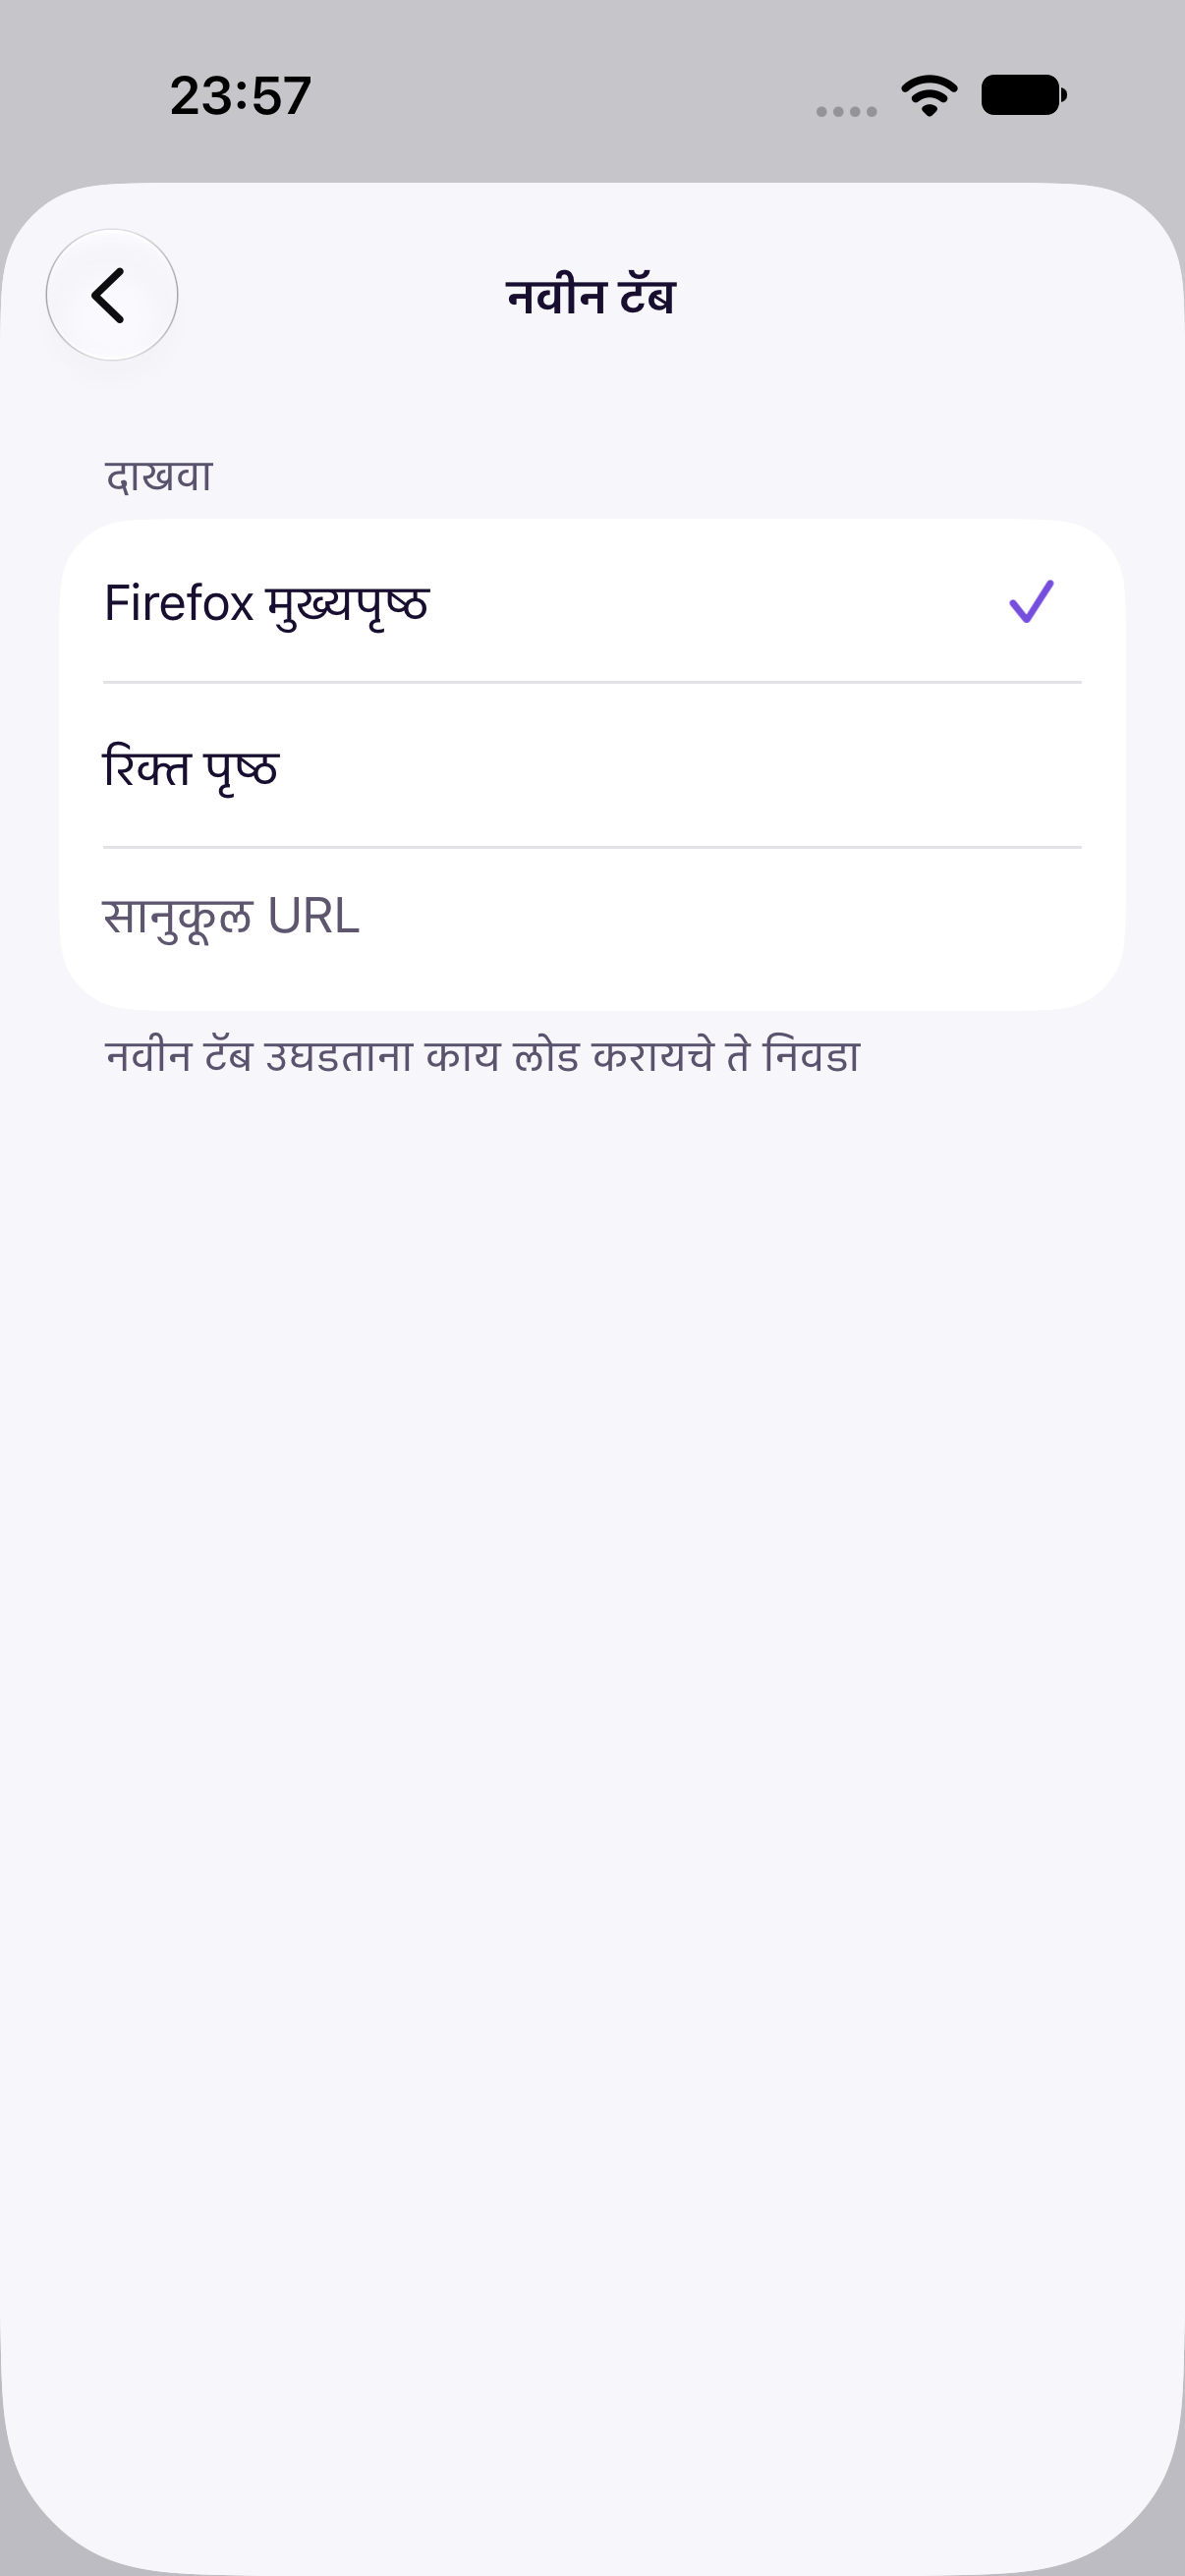 23:57
नवीन टॅब
दाखवा
Firefox मुख्यपृष्ठ
रिक्त पृष्ठ
सानुकूल URL
नवीन टॅब उघडताना काय लोड करायचे ते निवडा